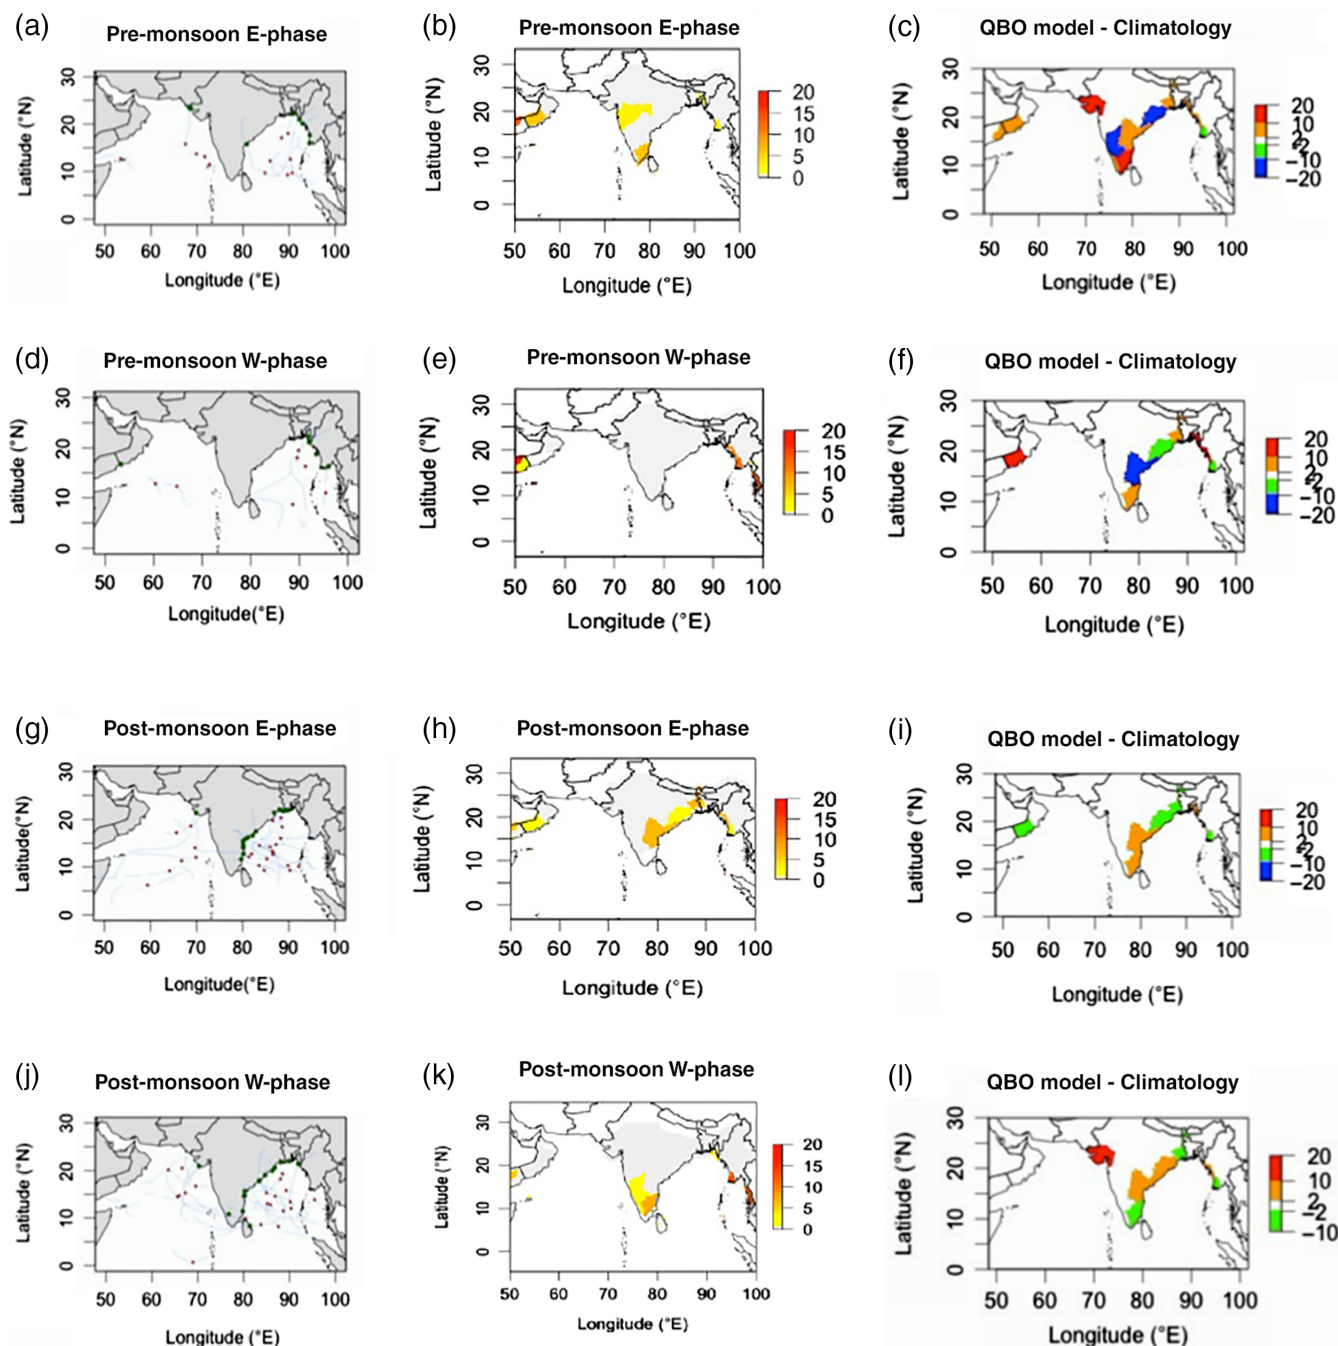 (a) Pre-monsoon E-phase
30
20
10
0
Latitude (°N)
50 60 70 80 90 100
Longitude (°E)
(b) Pre-monsoon E-phase
30
20
10
0
Latitude (°N)
50 60 70 80 90 100
Longitude (°E)
20
15
10
5
0
(c) QBO model - Climatology
30
20
10
0
Latitude (°N)
50 60 70 80 90 100
Longitude (°E)
20
10
2
−2
−10
−20
(d) Pre-monsoon W-phase
30
20
10
0
Latitude (°N)
50 60 70 80 90 100
Longitude(°E)
(e) Pre-monsoon W-phase
30
20
10
0
Latitude (°N)
50 60 70 80 90 100
Longitude (°E)
20
15
10
5
0
(f) QBO model - Climatology
30
20
10
0
Latitude (°N)
50 60 70 80 90 100
Longitude (°E)
20
10
2
−2
−10
−20
(g) Post-monsoon E-phase
30
20
10
0
Latitude(°N)
50 60 70 80 90 100
Longitude(°E)
(h) Post-monsoon E-phase
30
20
10
0
Latitude (°N)
50 60 70 80 90 100
Longitude (°E)
20
15
10
5
0
(i) QBO model - Climatology
30
20
10
0
Latitude (°N)
50 60 70 80 90 100
Longitude (°E)
20
10
2
−2
−10
−20
(j) Post-monsoon W-phase
30
20
10
0
Latitude (°N)
50 60 70 80 90 100
Longitude (°E)
(k) Post-monsoon W-phase
30
20
10
0
Latitude (°N)
50 60 70 80 90 100
Longitude (°E)
20
15
10
5
0
(l) QBO model - Climatology
30
20
10
0
Latitude (°N)
50 60 70 80 90 100
Longitude (°E)
20
10
2
−2
−10